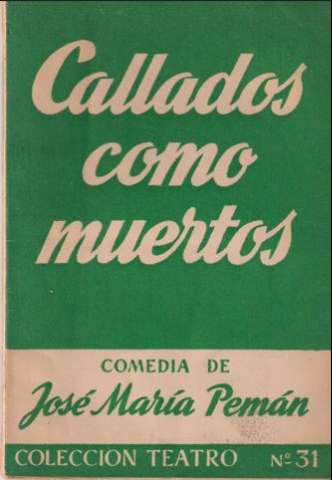 Callados
como
muertos
COMEDIA DE
José María Pemán
COLECCION TEATRO Nº 31